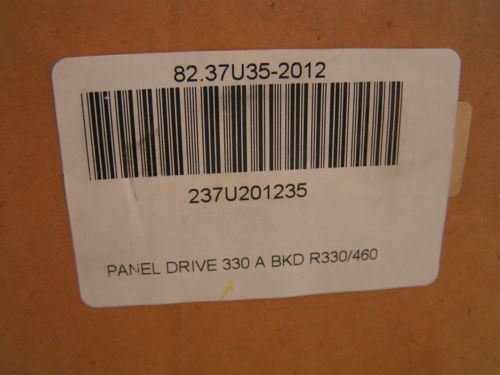 82.37U35-2012
237U201235
PANEL DRIVE 330 A BKD R330/460